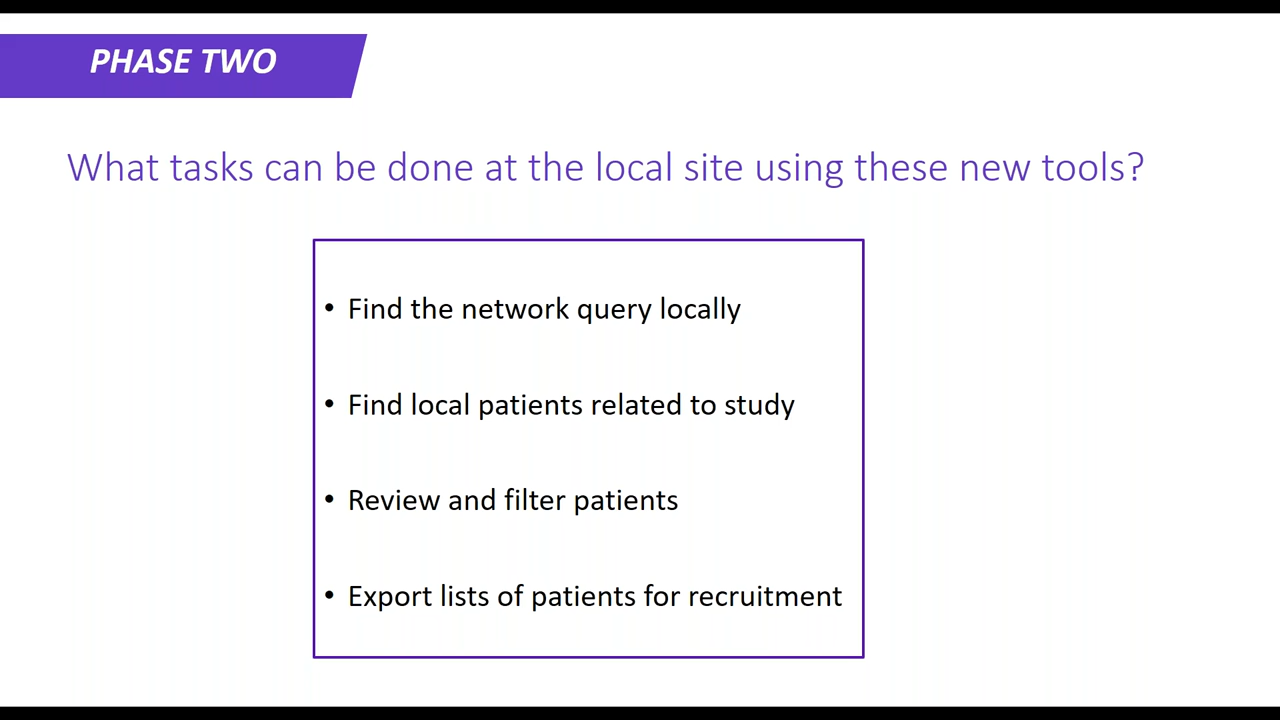 PHASE TWO
What tasks can be done at the local site using these new tools?
• Find the network query locally
• Find local patients related to study
• Review and filter patients
• Export lists of patients for recruitment